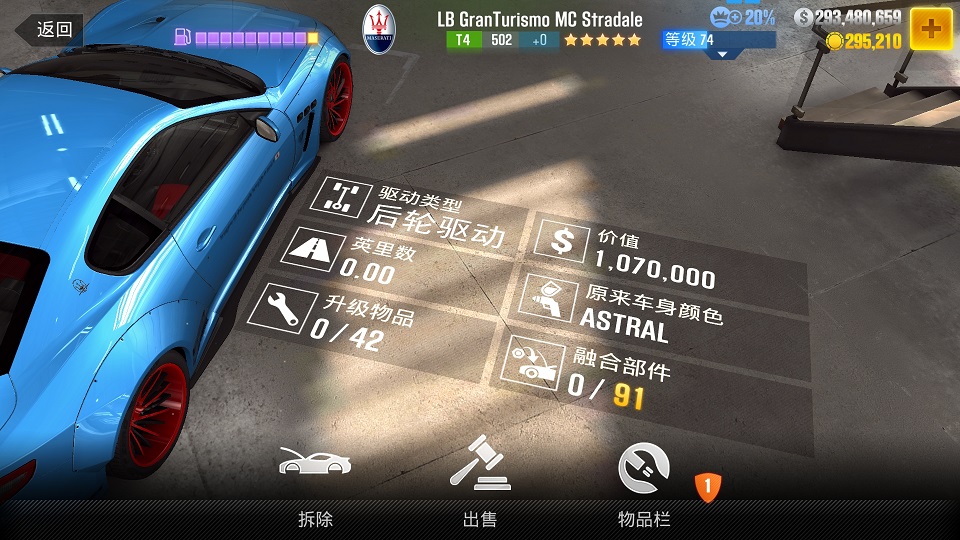 返回
MASERATI
LB GranTurismo MC Stradale
T4 502 +0
20%
等级 74
293,480,659
295,210
驱动类型
后轮驱动
英里数
0.00
升级物品
0 / 42
价值
1,070,000
原来车身颜色
ASTRAL
融合部件
0 / 91
1
拆除
出售
物品栏